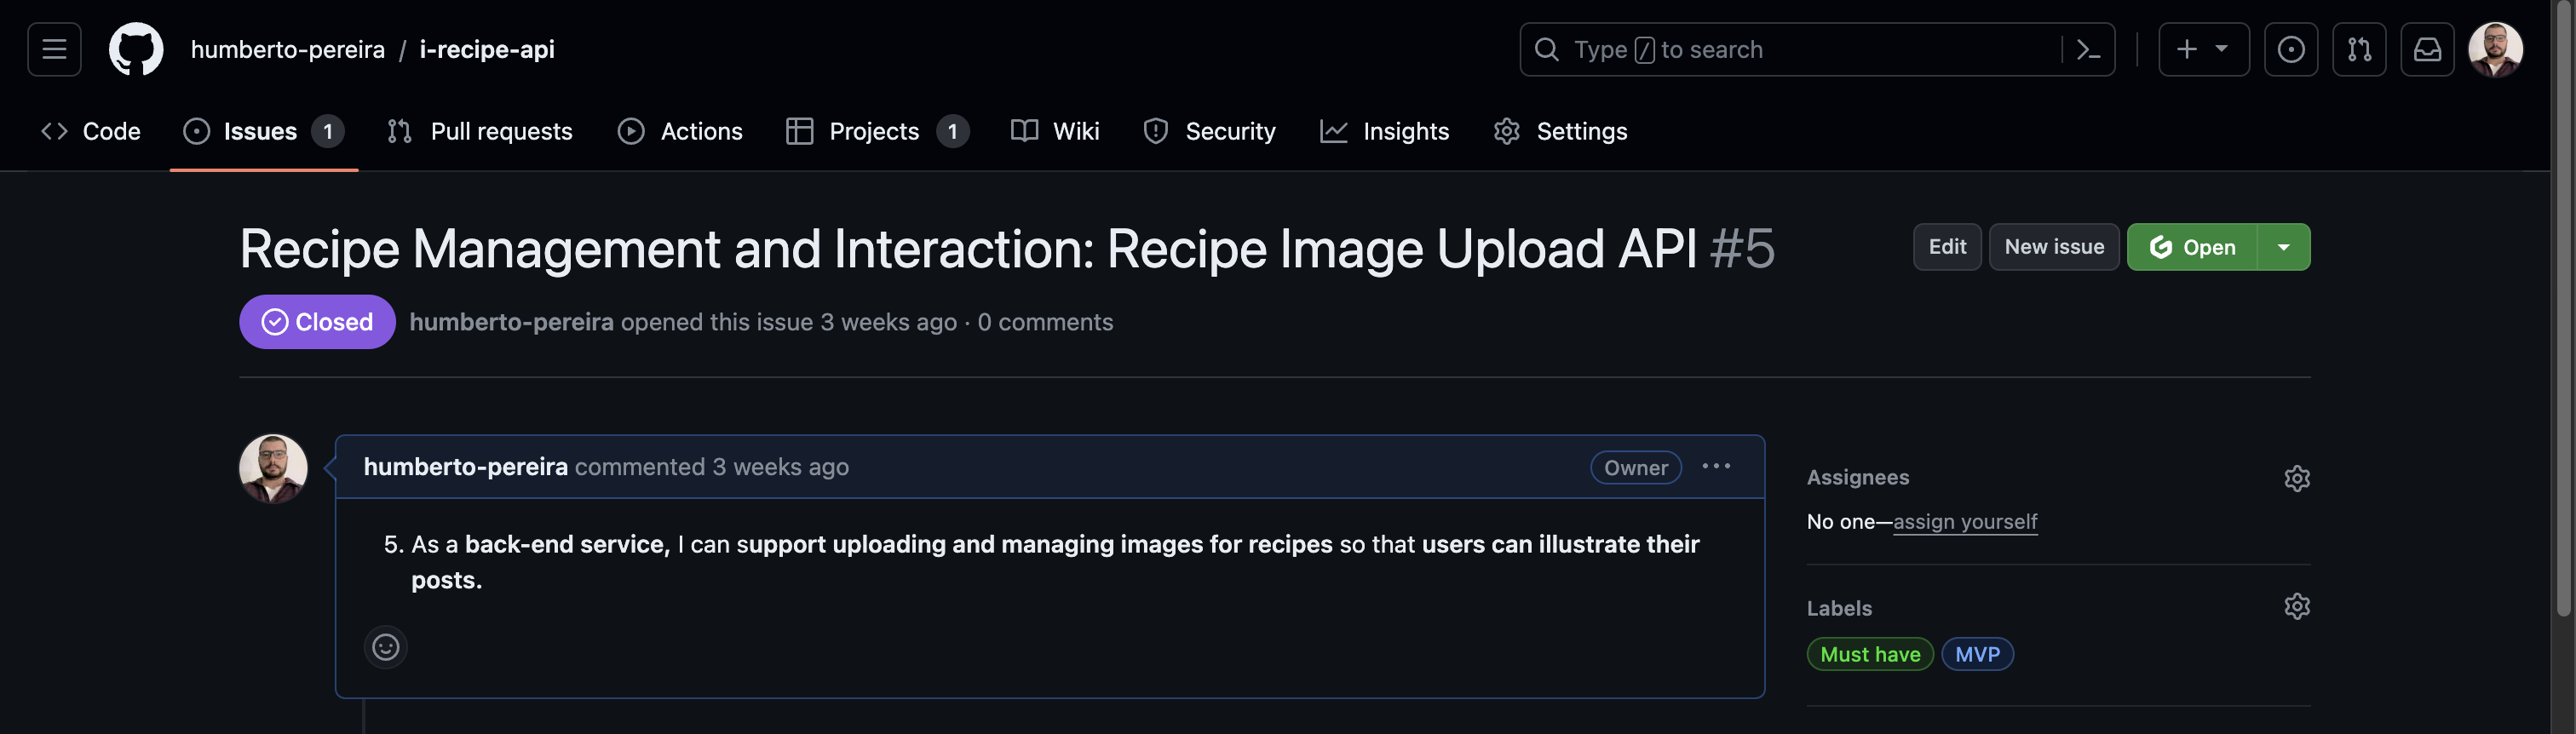 humberto-pereira / i-recipe-api
Type / to search
Code Issues 1 Pull requests Actions Projects 1 Wiki Security Insights Settings
Recipe Management and Interaction: Recipe Image Upload API #5
Edit New issue Open
Closed humberto-pereira opened this issue 3 weeks ago · 0 comments
humberto-pereira commented 3 weeks ago Owner
5. As a back-end service, I can support uploading and managing images for recipes so that users can illustrate their
posts.
Assignees
No one—assign yourself
Labels
Must have MVP